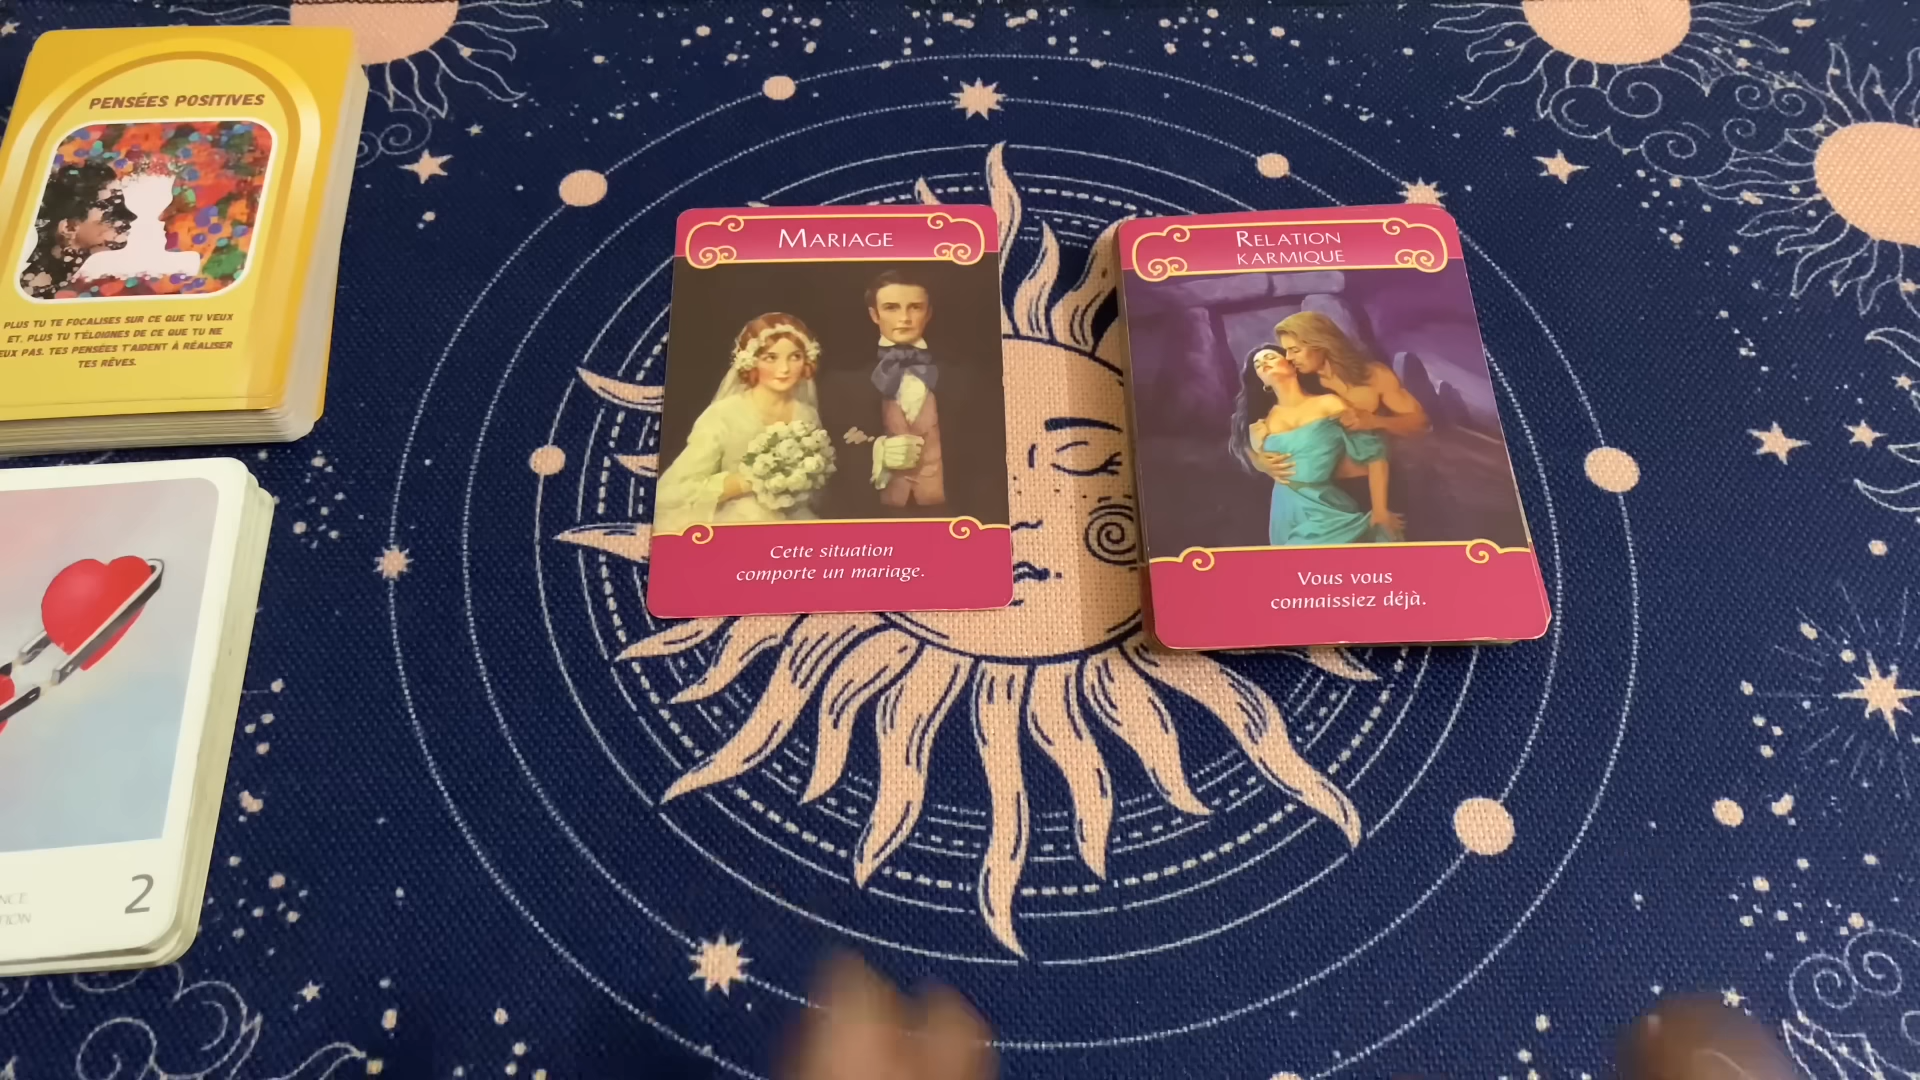 PENSÉES POSITIVES
PLUS TU TE FOCALISES SUR CE QUE TU VEUX
ET, PLUS TU T'ÉLOIGNES DE CE QUE TU NE
PAS. TES PENSÉES T'AIDENT À RÉALISER
TES RÊVES.
MARIAGE
Cette situation
comporte un mariage.
RELATION
KARMIQUE
Vous vous
connaissiez déjà.
2